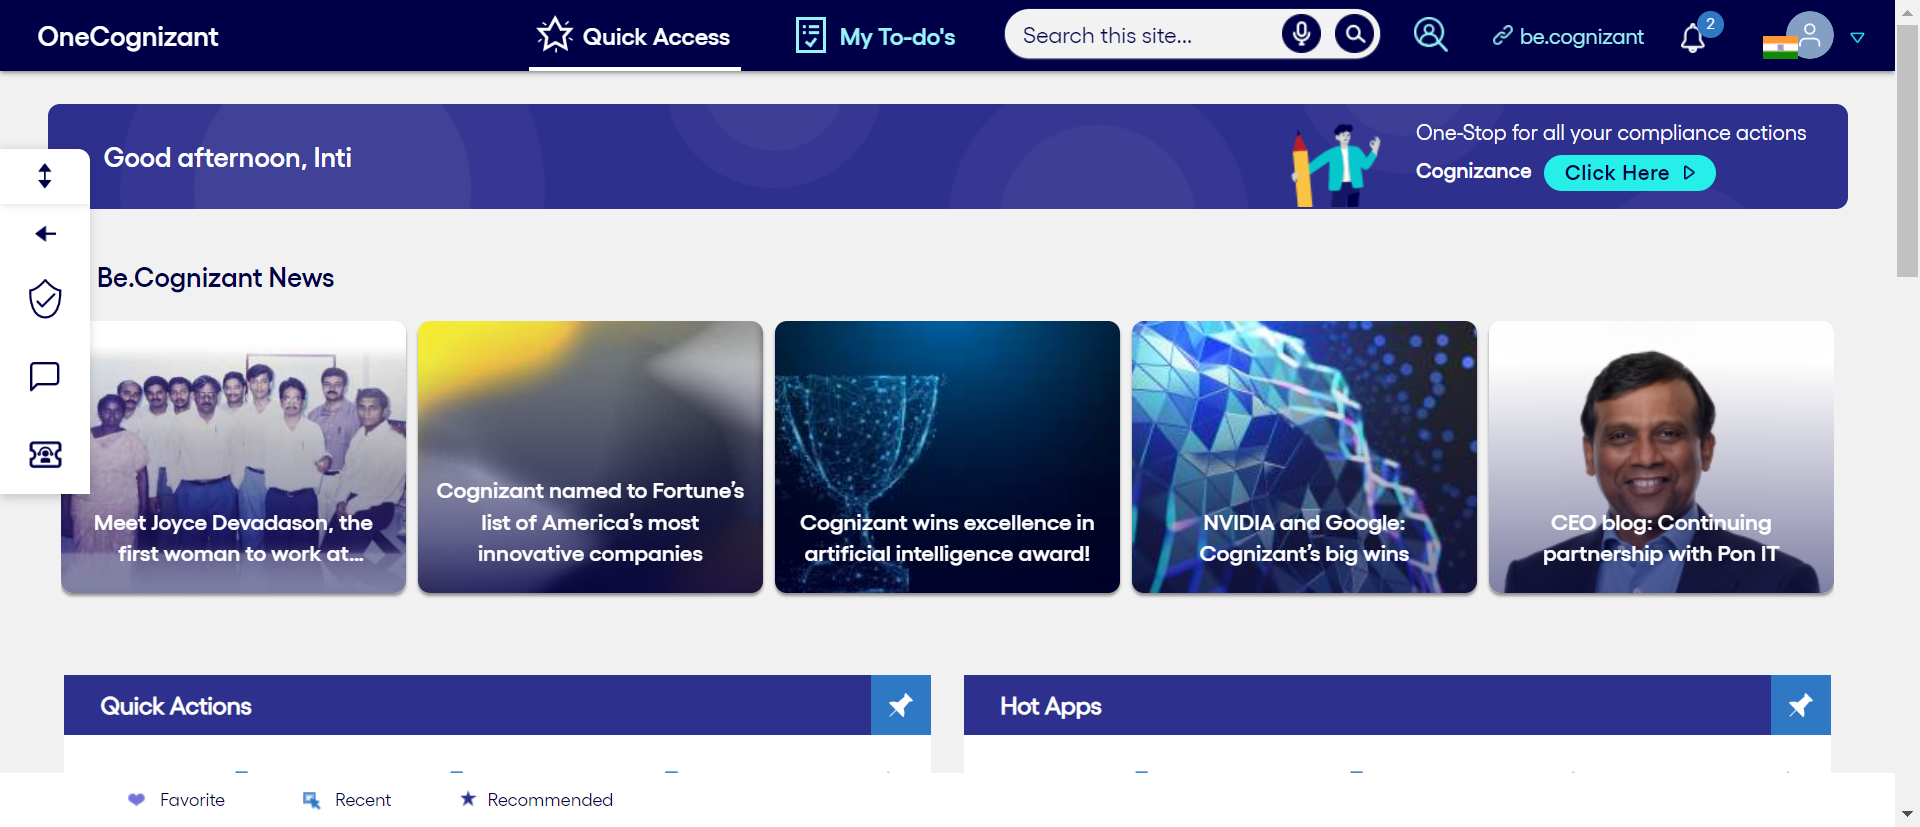 OneCognizant
Quick Access
My To-do's
Search this site...
be.cognizant
2
Good afternoon, Inti
One-Stop for all your compliance actions
Cognizance
Click Here
Be.Cognizant News
Meet Joyce Devadason, the
first woman to work at...
Cognizant named to Fortune's
list of America's most
innovative companies
Cognizant wins excellence in
artificial intelligence award!
NVIDIA and Google:
Cognizant's big wins
CEO blog: Continuing
partnership with Pon IT
Quick Actions
Hot Apps
Favorite
Recent
Recommended